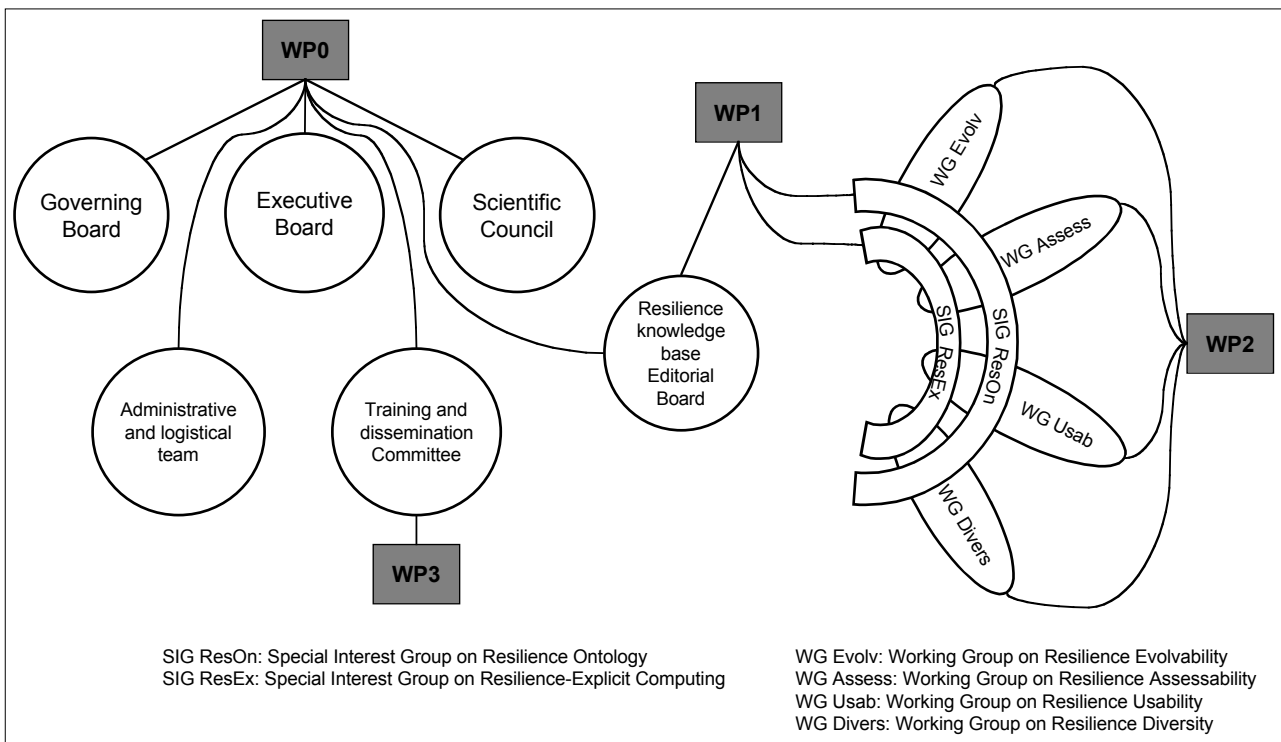 WP0
WP1
WG Evolv
Governing
Board
Executive
Board
Scientific
Council
WG Assess
Resilience
knowledge
base
Editorial
Board
SIG ResEx
SIG ResOn
WP2
Administrative
and logistical
team
Training and
dissemination
Committee
WG Usab
WG Divers
WP3
SIG ResOn: Special Interest Group on Resilience Ontology
SIG ResEx: Special Interest Group on Resilience-Explicit Computing
WG Evolv: Working Group on Resilience Evolvability
WG Assess: Working Group on Resilience Assessability
WG Usab: Working Group on Resilience Usability
WG Divers: Working Group on Resilience Diversity